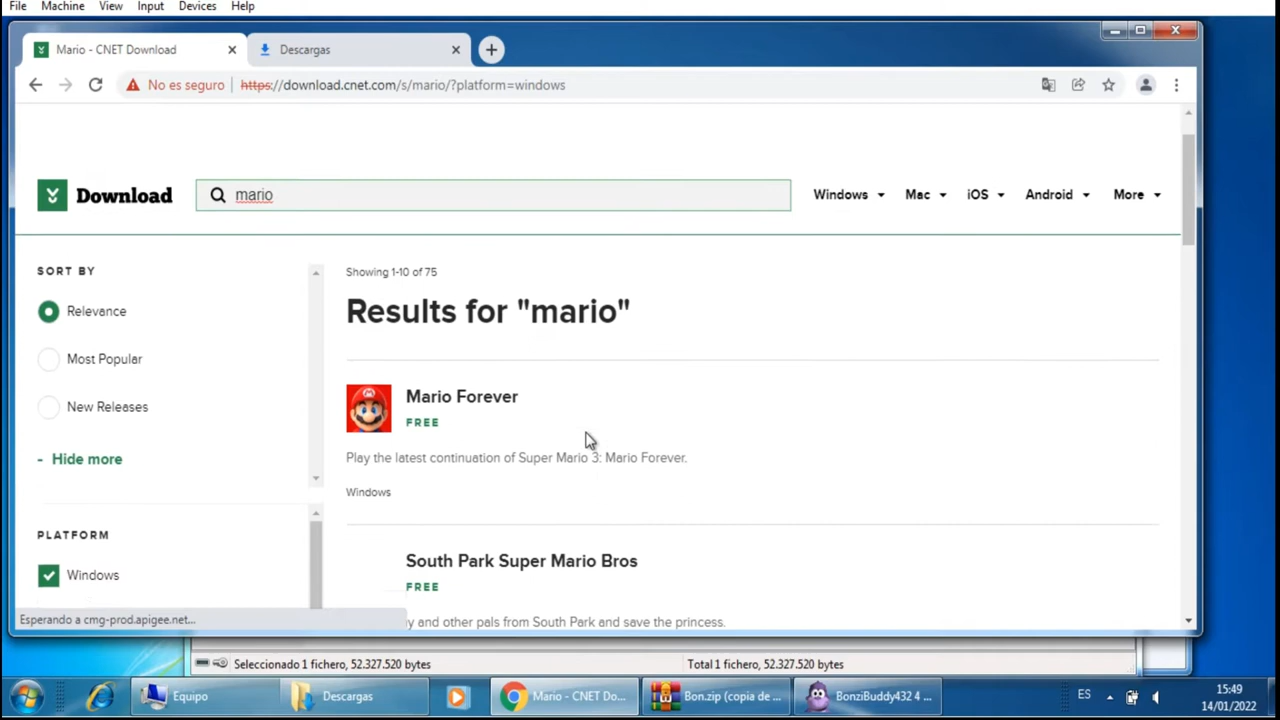 File Machine View Input Devices Help
Mario - CNET Download
Descargas
No es seguro https://download.cnet.com/s/mario/?platform=windows
Download mario Windows Mac iOS Android More
SORT BY
Relevance
Most Popular
New Releases
- Hide more
PLATFORM
Windows
Showing 1-10 of 75
Results for "mario"
Mario Forever
FREE
Play the latest continuation of Super Mario 3: Mario Forever.
Windows
South Park Super Mario Bros
FREE
y and other pals from South Park and save the princess.
Esperando a cmg-prod.apigee.net...
Seleccionado 1 fichero, 52.327.520 bytes Total 1 fichero, 52.327.520 bytes
Equipo Descargas Mario - CNET Do... Bon.zip (copia de ... BonziBuddy432 4 ... ES 15:49
14/01/2022